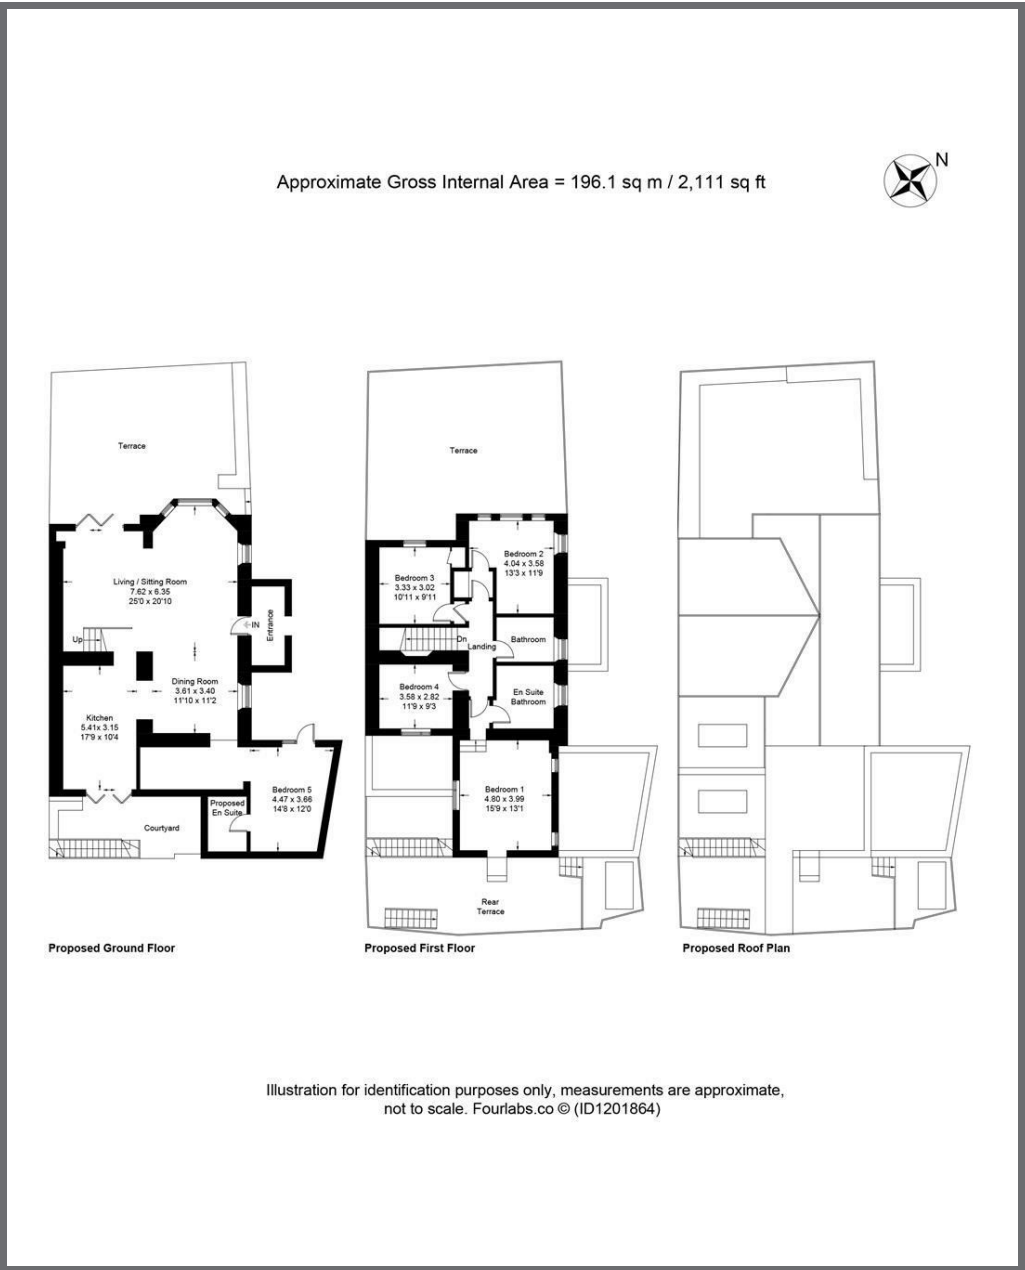 Approximate Gross Internal Area = 196.1 sq m / 2,111 sq ft
N
Terrace
Living / Sitting Room
7.62 x 6.35
25'0 x 20'10
IN
Entrance
Up
Dining Room
3.61 x 3.40
11'10 x 11'2
Kitchen
5.41x 3.15
17'9 x 10'4
Bedroom 5
4.47 x 3.66
14'8 x 12'0
Proposed
En Suite
Courtyard
Proposed Ground Floor
Terrace
Bedroom 2
4.04 x 3.58
13'3 x 11'9
Bedroom 3
3.33 x 3.02
10'11 x 9'11
Dn
Landing
Bathroom
Bedroom 4
3.58 x 2.82
11'9 x 9'3
En Suite
Bathroom
Bedroom 1
4.80 x 3.99
15'9 x 13'1
Rear
Terrace
Proposed First Floor
Proposed Roof Plan
Illustration for identification purposes only, measurements are approximate,
not to scale. Fourlabs.co © (ID1201864)